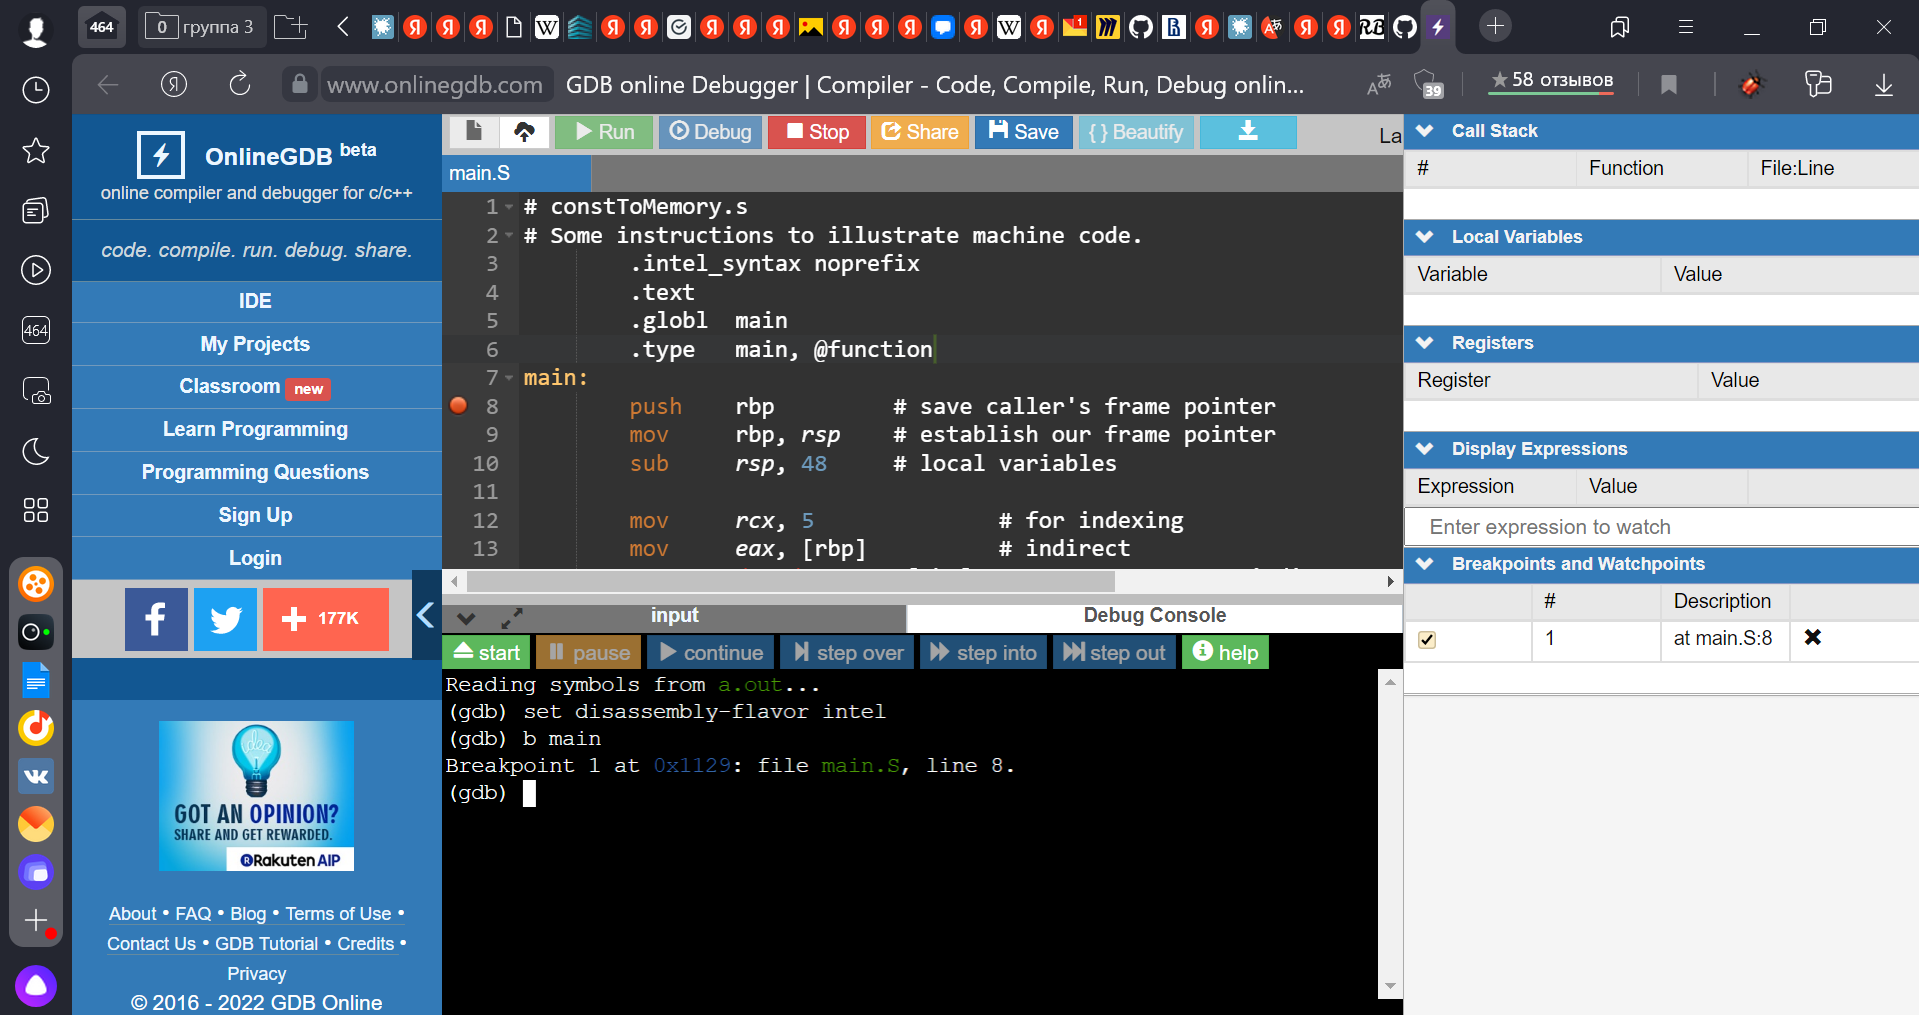 464
0 группа 3
1
www.onlinegdb.com GDB online Debugger | Compiler - Code, Compile, Run, Debug onlin...
39
★ 58 отзывов
OnlineGDB beta
online compiler and debugger for c/c++
code. compile. run. debug. share.
IDE
My Projects
Classroom new
Learn Programming
Programming Questions
Sign Up
Login
177K
GOT AN OPINION?
SHARE AND GET REWARDED.
Rakuten AIP
About • FAQ • Blog • Terms of Use •
Contact Us • GDB Tutorial • Credits •
Privacy
© 2016 - 2022 GDB Online
464
Run Debug Stop Share Save {} Beautify La
main.S
1 # constToMemory.s
2 # Some instructions to illustrate machine code.
3 .intel_syntax noprefix
4 .text
5 .globl main
6 .type main, @function
7 main:
8 push rbp # save caller's frame pointer
9 mov rbp, rsp # establish our frame pointer
10 sub rsp, 48 # local variables
11
12 mov rcx, 5 # for indexing
13 mov eax, [rbp] # indirect
input Debug Console
start pause continue step over step into step out help
Reading symbols from a.out...
(gdb) set disassembly-flavor intel
(gdb) b main
Breakpoint 1 at 0x1129: file main.S, line 8.
(gdb)
Call Stack
# Function File:Line
Local Variables
Variable Value
Registers
Register Value
Display Expressions
Expression Value
Enter expression to watch
Breakpoints and Watchpoints
# Description
1 at main.S:8